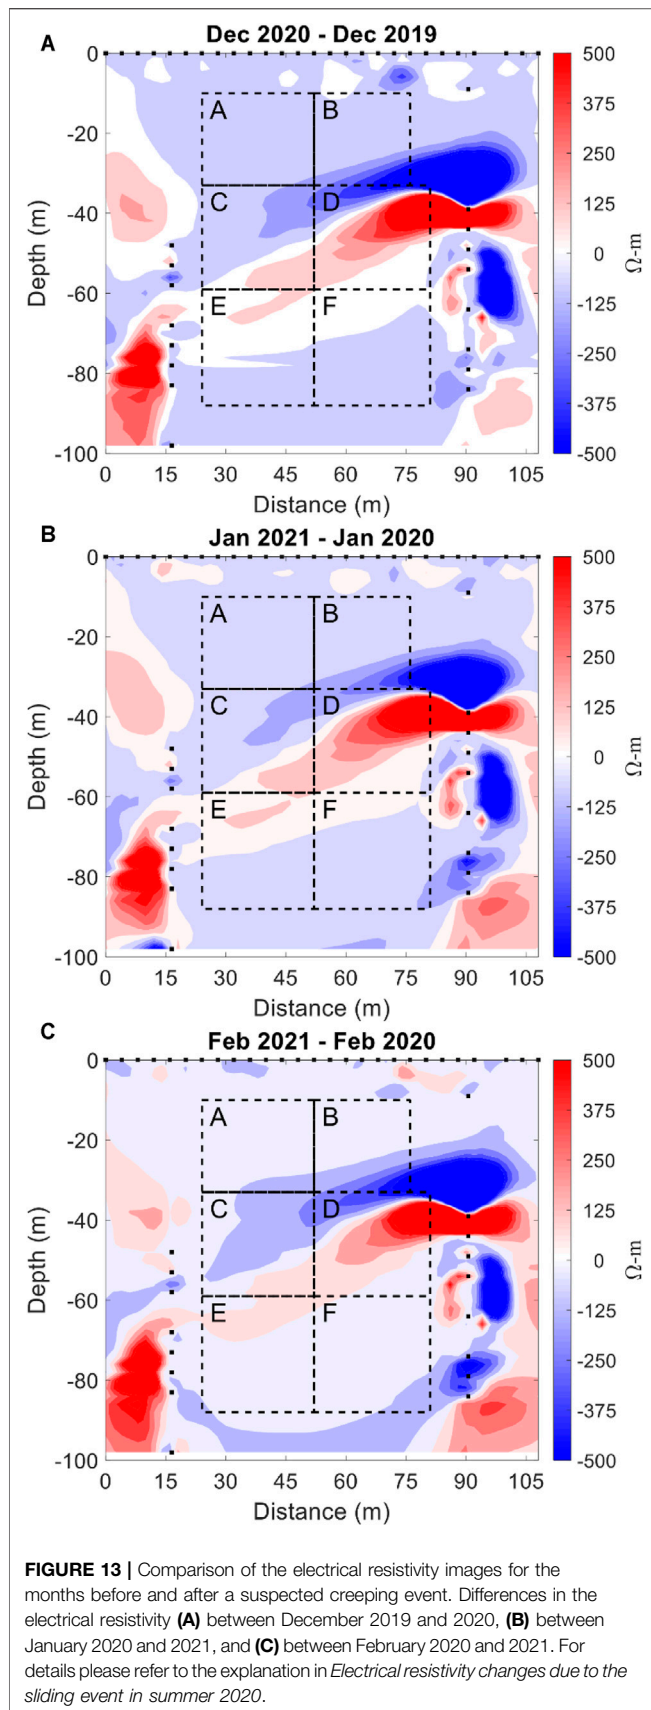 A
Dec 2020 - Dec 2019
0
-20
-40
-60
-80
-100
Depth (m)
A
B
C
D
E
F
0
15
30
45
60
75
90
105
Distance (m)
500
375
250
125
0
-125
-250
-375
-500
Ω-m
B
Jan 2021 - Jan 2020
0
-20
-40
-60
-80
-100
Depth (m)
A
B
C
D
E
F
0
15
30
45
60
75
90
105
Distance (m)
500
375
250
125
0
-125
-250
-375
-500
Ω-m
C
Feb 2021 - Feb 2020
0
-20
-40
-60
-80
-100
Depth (m)
A
B
C
D
E
F
0
15
30
45
60
75
90
105
Distance (m)
500
375
250
125
0
-125
-250
-375
-500
Ω-m
FIGURE 13 | Comparison of the electrical resistivity images for the
months before and after a suspected creeping event. Differences in the
electrical resistivity (A) between December 2019 and 2020, (B) between
January 2020 and 2021, and (C) between February 2020 and 2021. For
details please refer to the explanation in Electrical resistivity changes due to the
sliding event in summer 2020.